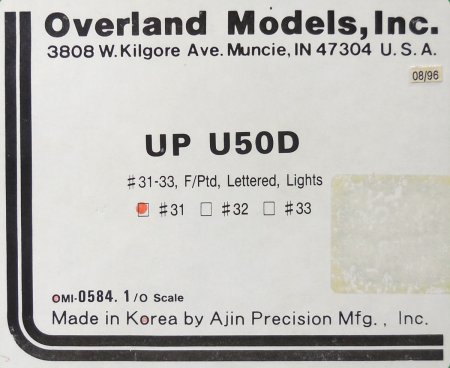 Overland Models, Inc.
3808 W. Kilgore Ave. Muncie, IN 47304 U. S. A.
08/96
UP U50D
#31-33, F/Ptd, Lettered, Lights
#31 #32 #33
OMI-0584.1/O Scale
Made in Korea by Ajin Precision Mfg., Inc.